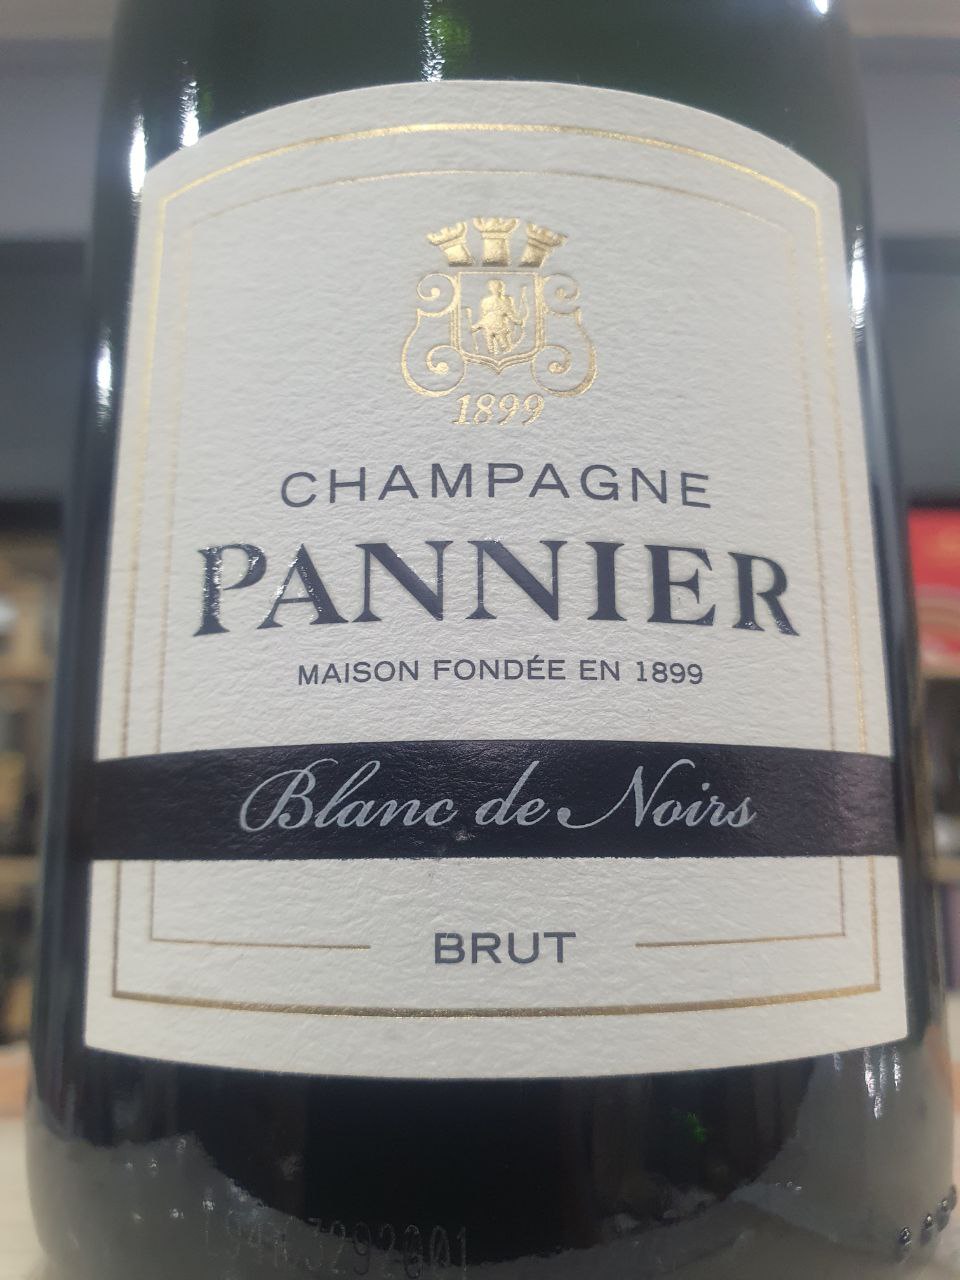 1899
CHAMPAGNE
PANNIER
MAISON FONDÉE EN 1899
Blanc de Noirs
BRUT